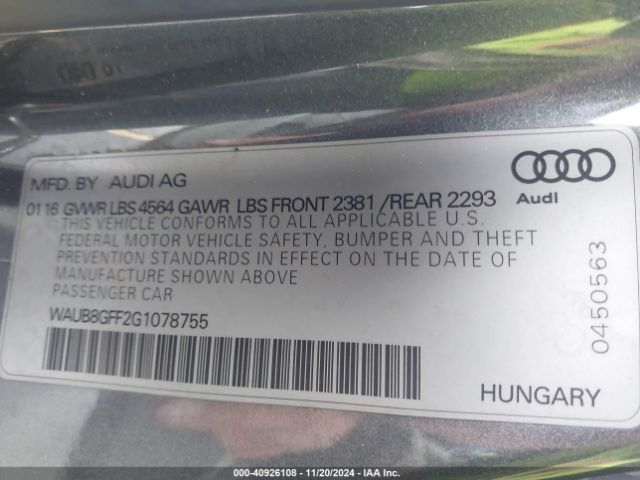 MFD. BY AUDI AG
Audi
01 16 GVWR LBS 4564 GAWR LBS FRONT 2381 /REAR 2293
THIS VEHICLE CONFORMS TO ALL APPLICABLE U.S.
FEDERAL MOTOR VEHICLE SAFETY, BUMPER AND THEFT
PREVENTION STANDARDS IN EFFECT ON THE DATE OF
MANUFACTURE SHOWN ABOVE
PASSENGER CAR
WAUB8GFF2G1078755
0450563
HUNGARY
000-40926108 - 11/20/2024 - IAA Inc.